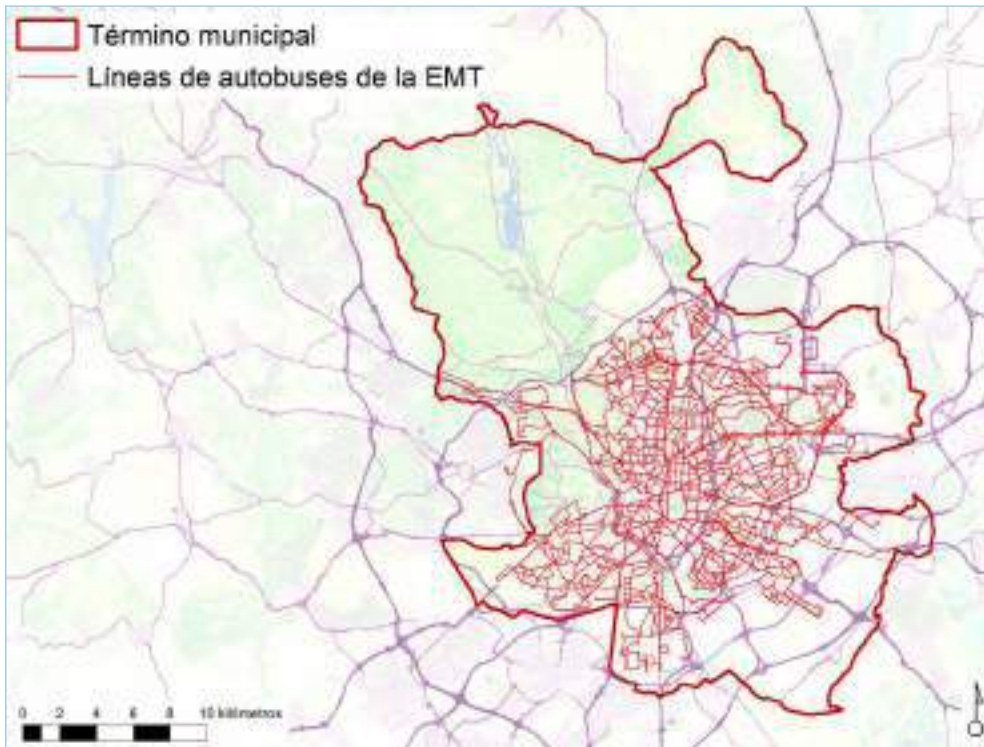 Término municipal
Líneas de autobuses de la EMT
0 2 4 6 8 10 kilómetros